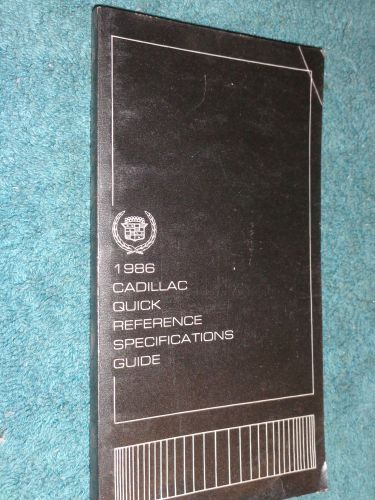 1986
CADILLAC
QUICK
REFERENCE
SPECIFICATIONS
GUIDE